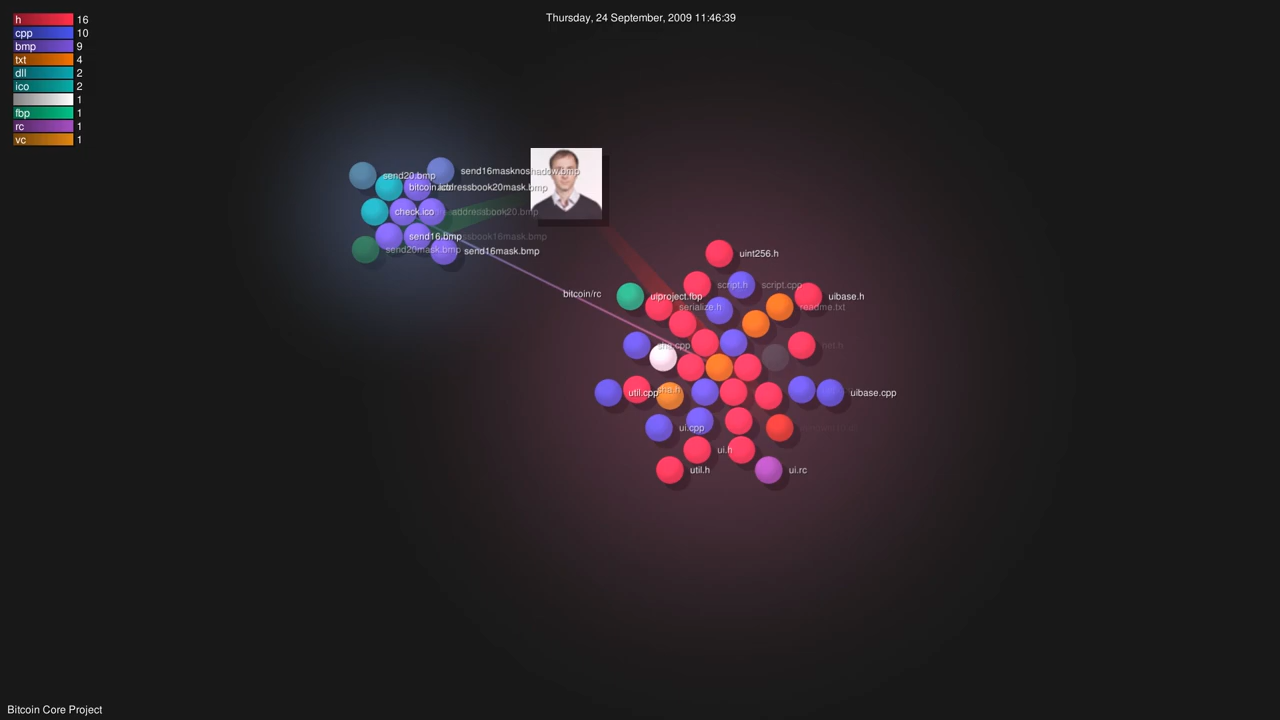 Thursday, 24 September, 2009 11:46:39
h 16
cpp 10
bmp 9
txt 4
dll 2
ico 2
1
fbp 1
rc 1
vc 1
send20.bmp
send16masknoshadow.bmp
bitcoin.ico
addressbook20mask.bmp
check.ico
addressbook20.bmp
send16.bmp
send20mask.bmp
send16mask.bmp
uint256.h
script.h
script.cpp
bitcoin/rc
uiproject.fbp
uibase.h
serialize.h
readme.txt
sha.cpp
net.h
util.cpp
sha.h
uibase.cpp
ui.cpp
ui.h
util.h
ui.rc
Bitcoin Core Project